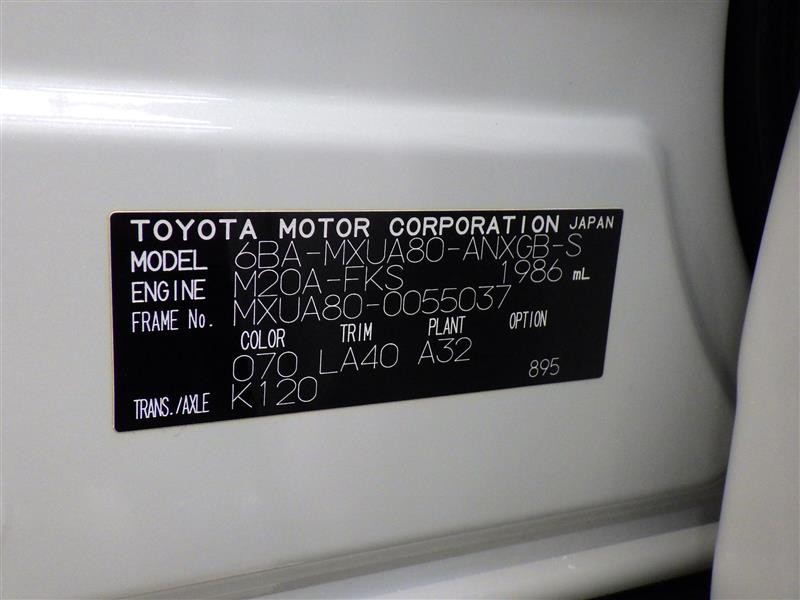 TOYOTA MOTOR CORPORATION JAPAN
MODEL 6BA-MXUA80-ANXGB-S
ENGINE M20A-FKS 1986 mL
FRAME No. MXUA80-0055037
COLOR TRIM PLANT OPTION
070 LA40 A32 895
TRANS./AXLE K120